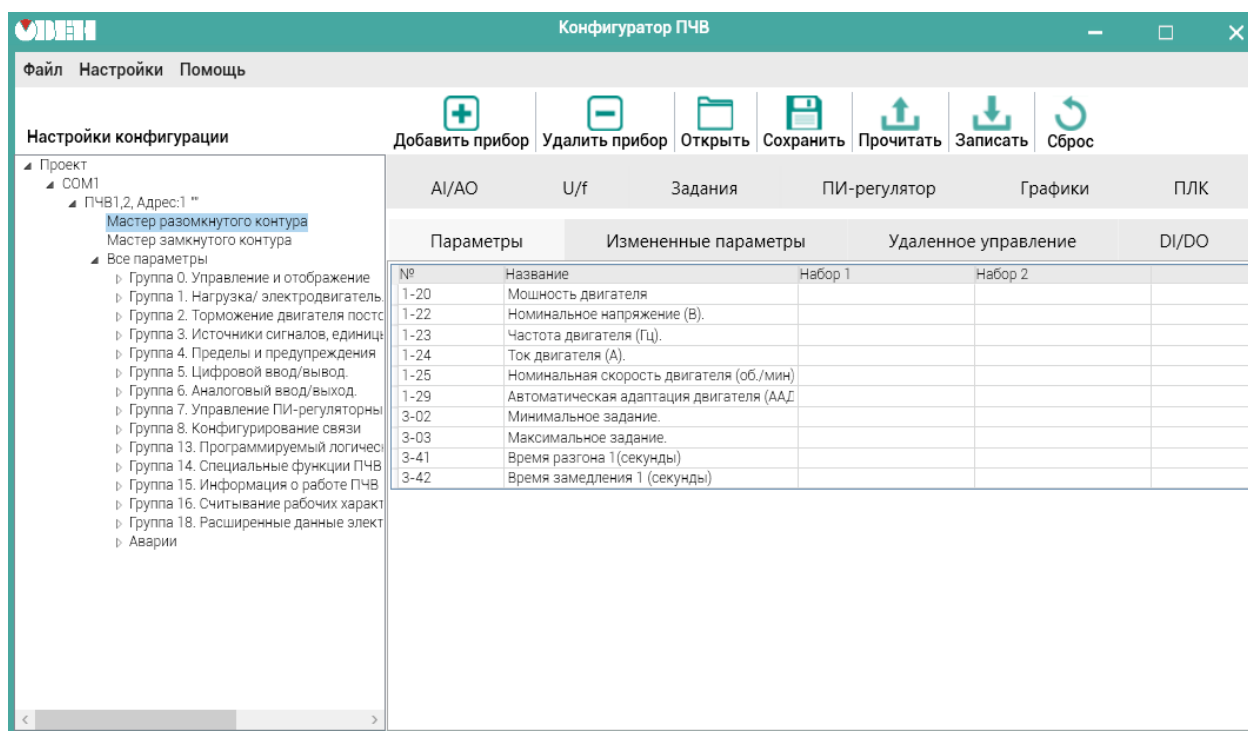 ОВЕН
Конфигуратор ПЧВ
Файл Настройки Помощь
Настройки конфигурации
Добавить прибор Удалить прибор Открыть Сохранить Прочитать Записать Сброс
Проект
COM1
ПЧВ1,2, Адрес:1 ""
Мастер разомкнутого контура
Мастер замкнутого контура
Все параметры
Группа 0. Управление и отображение
Группа 1. Нагрузка/ электродвигатель.
Группа 2. Торможение двигателя постс
Группа 3. Источники сигналов, единиць
Группа 4. Пределы и предупреждения
Группа 5. Цифровой ввод/вывод.
Группа 6. Аналоговый ввод/выход.
Группа 7. Управление ПИ-регуляторны
Группа 8. Конфигурирование связи
Группа 13. Программируемый логичес
Группа 14. Специальные функции ПЧВ
Группа 15. Информация о работе ПЧВ
Группа 16. Считывание рабочих характ
Группа 18. Расширенные данные элект
Аварии
AI/AO U/f Задания ПИ-регулятор Графики ПЛК
Параметры Измененные параметры Удаленное управление DI/DO
№ Название Набор 1 Набор 2
1-20 Мошность двигателя
1-22 Номинальное напряжение (В).
1-23 Частота двигателя (Гц).
1-24 Ток двигателя (А).
1-25 Номинальная скорость двигателя (об./мин)
1-29 Автоматическая адаптация двигателя (ААД
3-02 Минимальное задание.
3-03 Максимальное задание.
3-41 Время разгона 1(секунды)
3-42 Время замедления 1 (секунды)